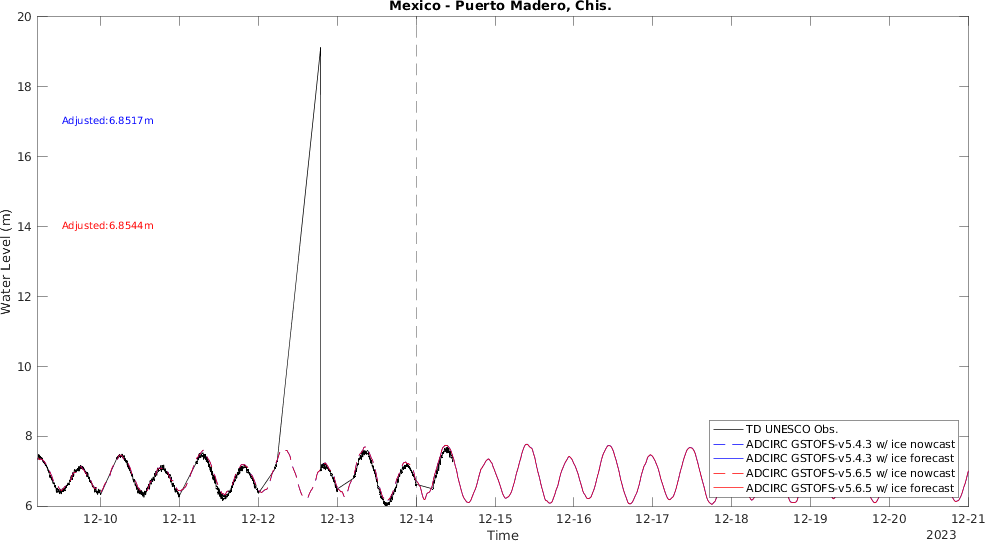 Mexico - Puerto Madero, Chis.
20
18
16
14
12
10
8
6
Water Level (m)
Adjusted:6.8517m
Adjusted:6.8544m
TD UNESCO Obs.
ADCIRC GSTOFS-v5.4.3 w/ ice nowcast
ADCIRC GSTOFS-v5.4.3 w/ ice forecast
ADCIRC GSTOFS-v5.6.5 w/ ice nowcast
ADCIRC GSTOFS-v5.6.5 w/ ice forecast
12-10 12-11 12-12 12-13 12-14 12-15 12-16 12-17 12-18 12-19 12-20 12-21
Time
2023